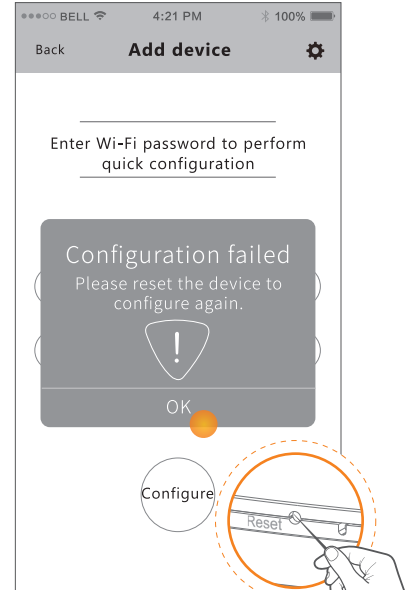 BELL 4:21 PM 100%
Back Add device
Enter Wi-Fi password to perform
quick configuration
Configuration failed
Please reset the device to
configure again.
!
OK
Configure
Reset